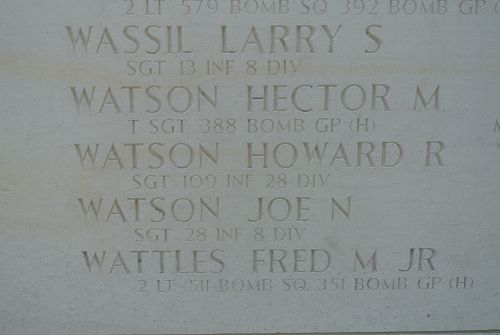 2 LT 579 BOMB SQ 392 BOMB GP (
WASSIL LARRY S
SGT 13 INF 8 DIV
WATSON HECTOR M
T SGT 388 BOMB GP (H)
WATSON HOWARD R
SGT 109 INF 28 DIV
WATSON JOE N
SGT 28 INF 8 DIV
WATTLES FRED M JR
2 LT 511 BOMB SQ 351 BOMB GP (H)